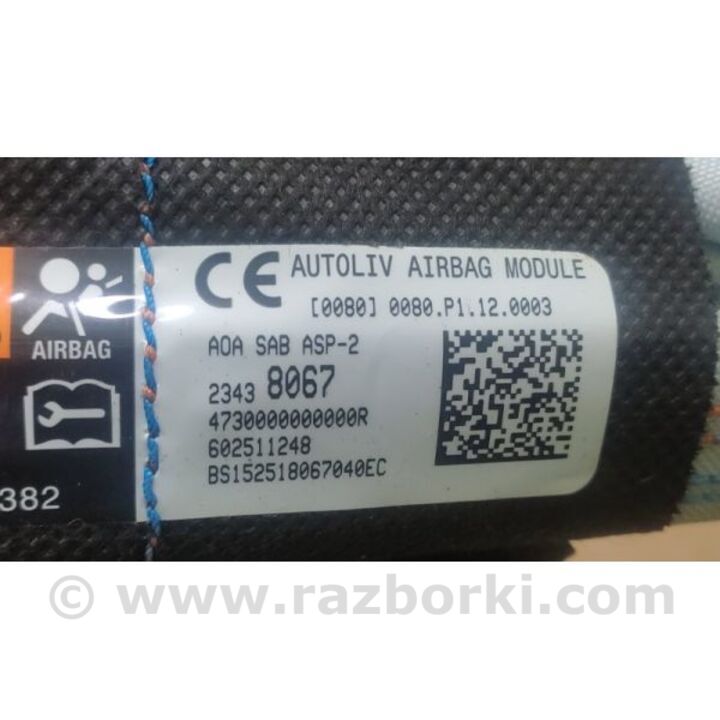 CE AUTOLIV AIRBAG MODULE
[0080] 0080.P1.12.0003
AIRBAG
AOA SAB ASP-2
2343 8067
4730000000000R
602511248
BS152518067040EC
382
© www.razborki.com